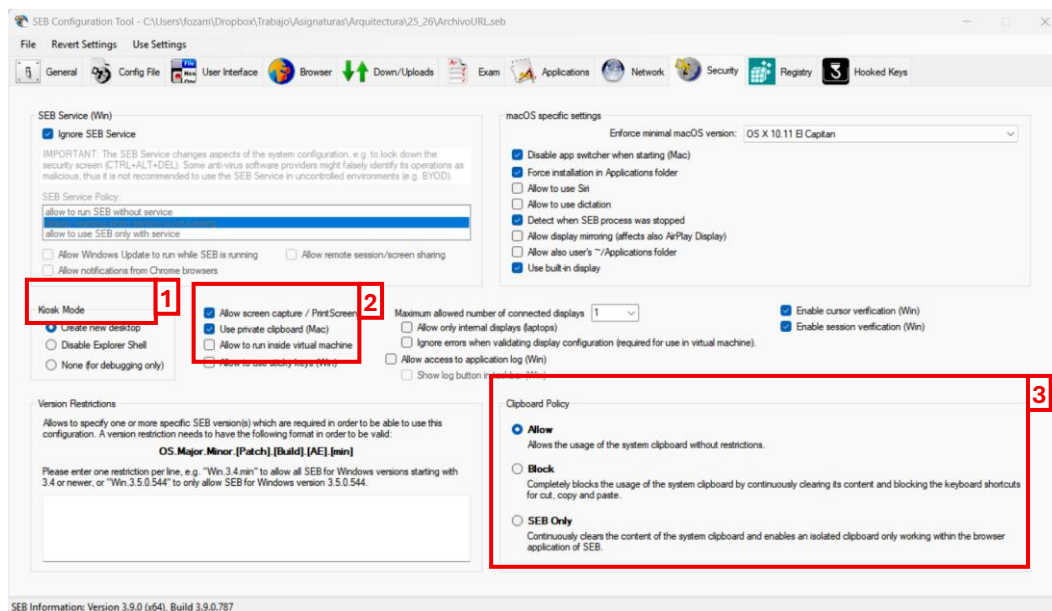 SEB Configuration Tool - C:\Users\fozam\Dropbox\Trabajo\Asignaturas\Arquitectura\25_26\ArchivoURL.seb
File Revert Settings Use Settings
General Config File User Interface Browser Down/Uploads Exam Applications Network Security Registry Hooked Keys
SEB Service (Win)
Ignore SEB Service
IMPORTANT: The SEB Service changes aspects of the system configuration, e.g. to lock down the
security screen (CTRL+ALT+DEL). Some anti-virus software providers might falsely identify its operations as
malicious, thus it is not recommended to use the SEB Service in uncontrolled environments (e.g. BYOD).
SEB Service Policy:
allow to run SEB without service
allow to use SEB only with service
Allow Windows Update to run while SEB is running Allow remote session/screen sharing
Allow notifications from Chrome browsers
macOS specific settings
Enforce minimal macOS version: OS X 10.11 El Capitan
Disable app switcher when starting (Mac)
Force installation in Applications folder
Allow to use Siri
Allow to use dictation
Detect when SEB process was stopped
Allow display mirroring (affects also AirPlay Display)
Allow also user's ~/Applications folder
Use built-in display
1
Kiosk Mode
Create new desktop
Disable Explorer Shell
None (for debugging only)
2
Allow screen capture / PrintScreen
Use private clipboard (Mac)
Allow to run inside virtual machine
Allow to use sticky keys (Win)
Maximum allowed number of connected displays 1
Allow only internal displays (laptops)
Ignore errors when validating display configuration (required for use in virtual machine).
Allow access to application log (Win)
Show log button in taskbar (Win)
Enable cursor verification (Win)
Enable session verification (Win)
Version Restrictions
Allows to specify one or more specific SEB version(s) which are required in order to be able to use this
configuration. A version restriction needs to have the following format in order to be valid:
OS.Major.Minor.[Patch].[Build].[AE].[min]
Please enter one restriction per line, e.g. "Win.3.4.min" to allow all SEB for Windows versions starting with
3.4 or newer, or "Win.3.5.0.544" to only allow SEB for Windows version 3.5.0.544.
3
Clipboard Policy
Allow
Allows the usage of the system clipboard without restrictions.
Block
Completely blocks the usage of the system clipboard by continuously clearing its content and blocking the keyboard shortcuts
for cut, copy and paste.
SEB Only
Continuously clears the content of the system clipboard and enables an isolated clipboard only working within the browser
application of SEB.
SEB Information: Version 3.9.0 (x64), Build 3.9.0.787